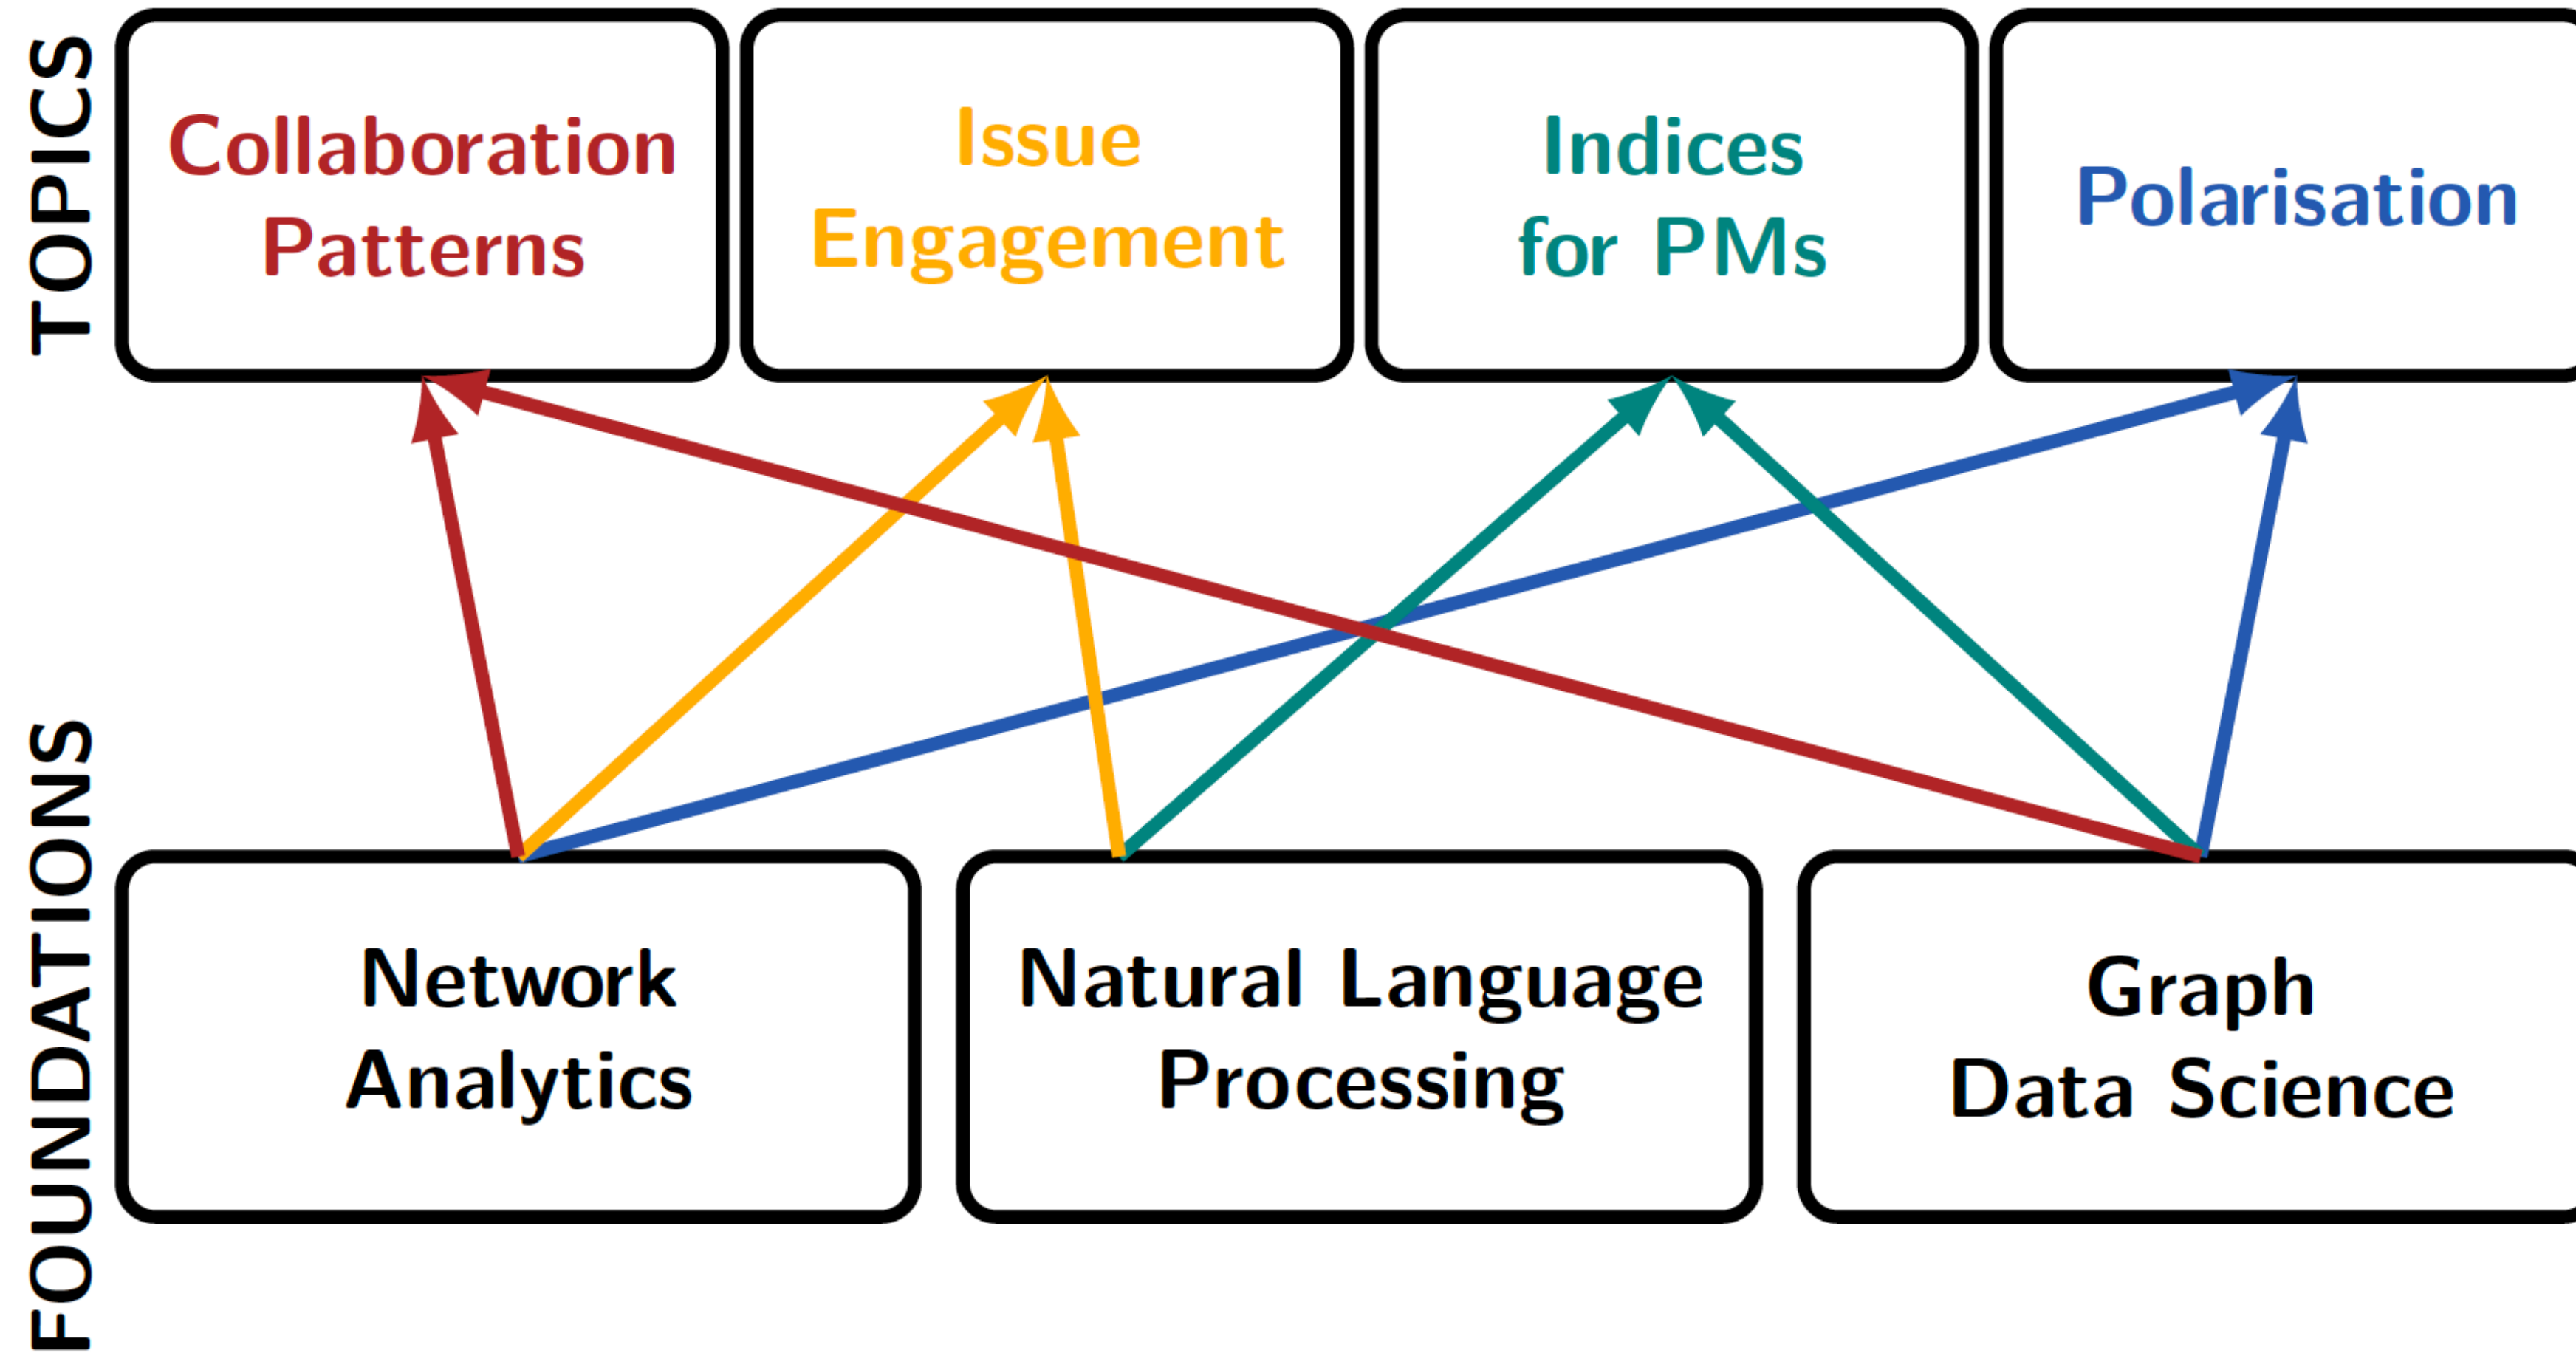 TOPICS
Collaboration
Patterns
Issue
Engagement
Indices
for PMs
Polarisation
FOUNDATIONS
Network
Analytics
Natural Language
Processing
Graph
Data Science